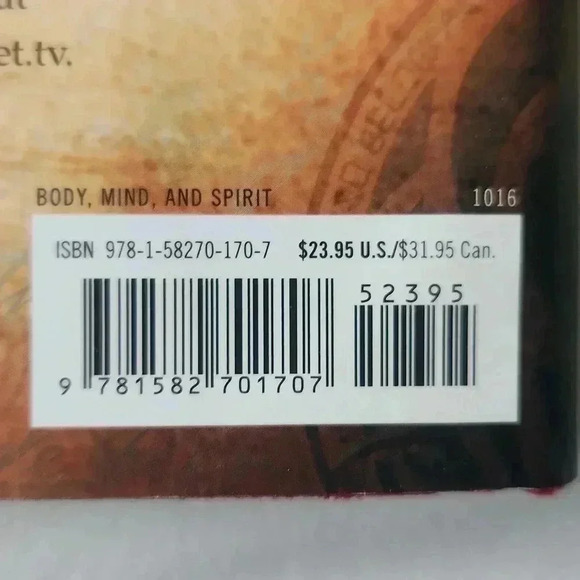 et.tv.
BODY, MIND, AND SPIRIT 1016
ISBN 978-1-58270-170-7 $23.95 U.S./$31.95 Can.
52395
9 781582 701707